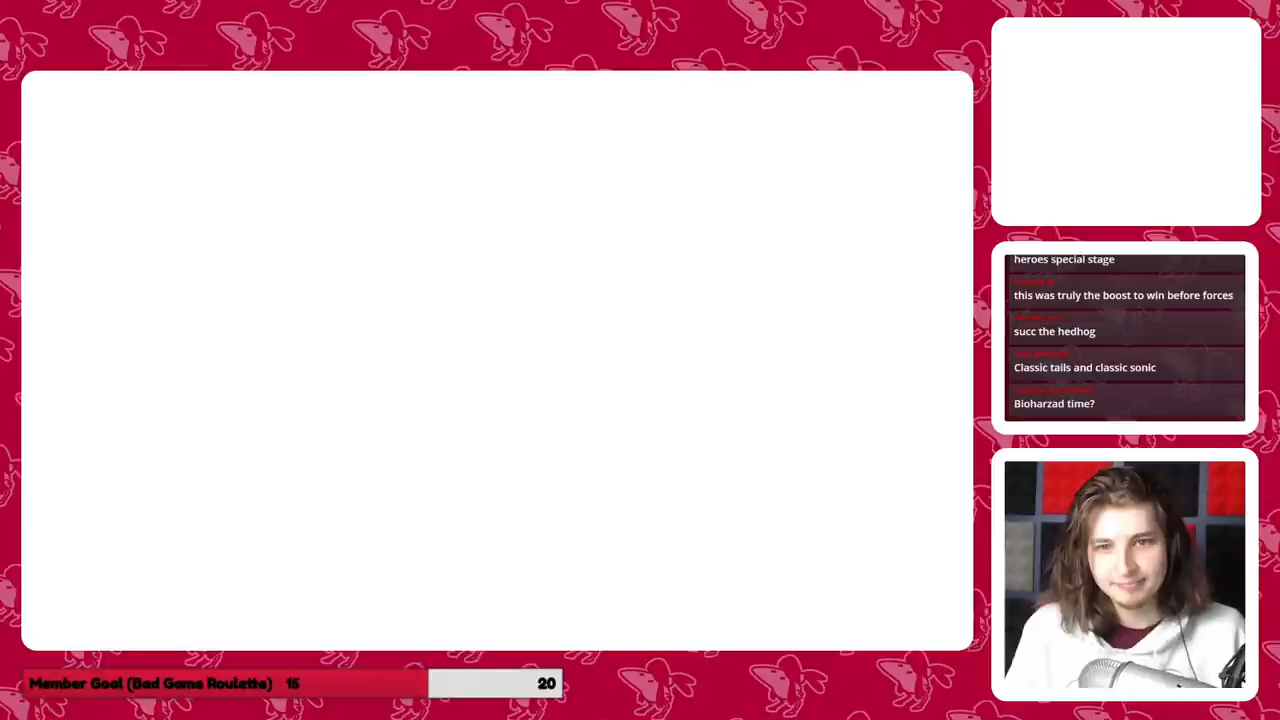 heroes special stage
this was truly the boost to win before forces
succ the hedhog
Classic tails and classic sonic
Bioharzad time?
Member Goal (Bad Game Roulette) 15
20